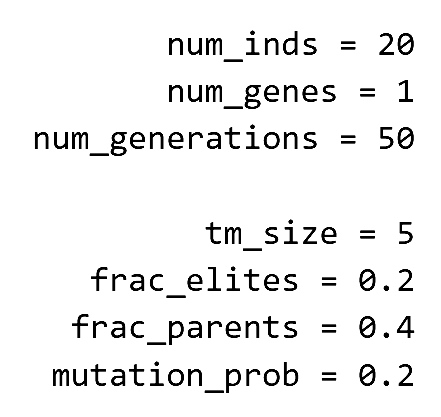 num_inds = 20
num_genes = 1
num_generations = 50
tm_size = 5
frac_elites = 0.2
frac_parents = 0.4
mutation_prob = 0.2